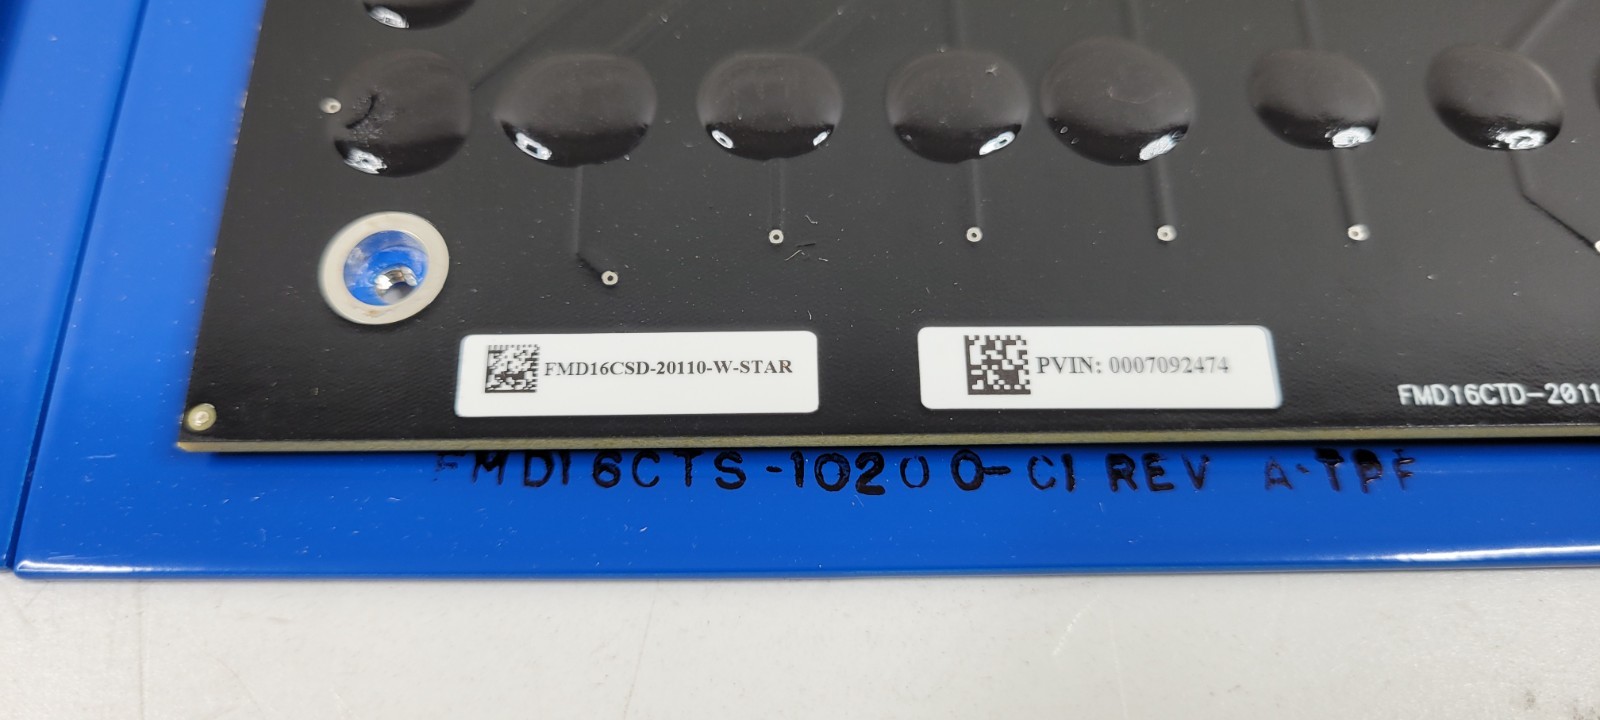 FMD16CSD-20110-W-STAR
PVIN: 0007092474
FMD16CTD-2011
FMD16CTS-10200-C1 REV A-TPF